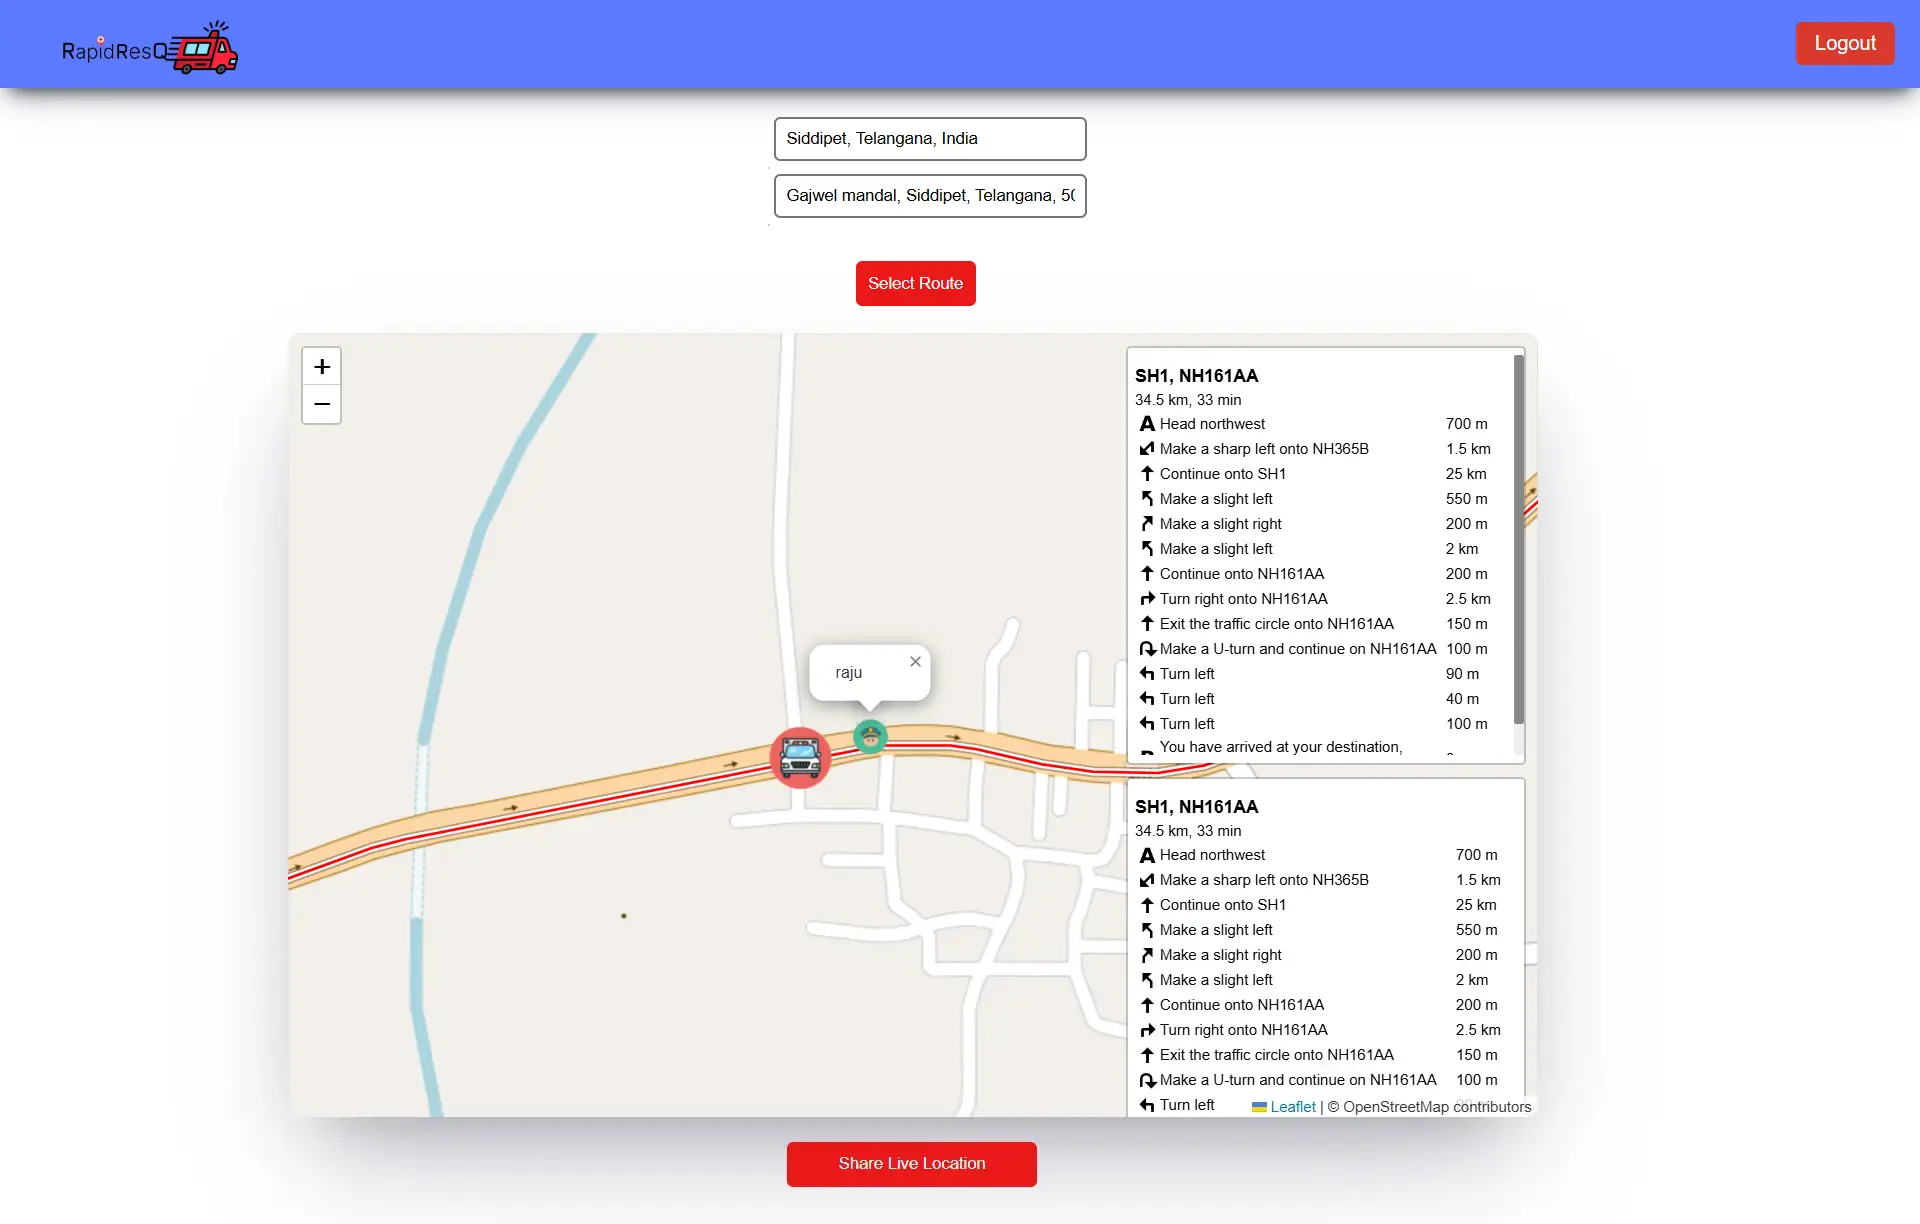 RapidResQ
Logout
Siddipet, Telangana, India
Gajwel mandal, Siddipet, Telangana, 50
Select Route
+
−
raju
×
SH1, NH161AA
34.5 km, 33 min
A Head northwest 700 m
Make a sharp left onto NH365B 1.5 km
Continue onto SH1 25 km
Make a slight left 550 m
Make a slight right 200 m
Make a slight left 2 km
Continue onto NH161AA 200 m
Turn right onto NH161AA 2.5 km
Exit the traffic circle onto NH161AA 150 m
Make a U-turn and continue on NH161AA 100 m
Turn left 90 m
Turn left 40 m
Turn left 100 m
You have arrived at your destination,
SH1, NH161AA
34.5 km, 33 min
A Head northwest 700 m
Make a sharp left onto NH365B 1.5 km
Continue onto SH1 25 km
Make a slight left 550 m
Make a slight right 200 m
Make a slight left 2 km
Continue onto NH161AA 200 m
Turn right onto NH161AA 2.5 km
Exit the traffic circle onto NH161AA 150 m
Make a U-turn and continue on NH161AA 100 m
Turn left
Leaflet | © OpenStreetMap contributors
Share Live Location